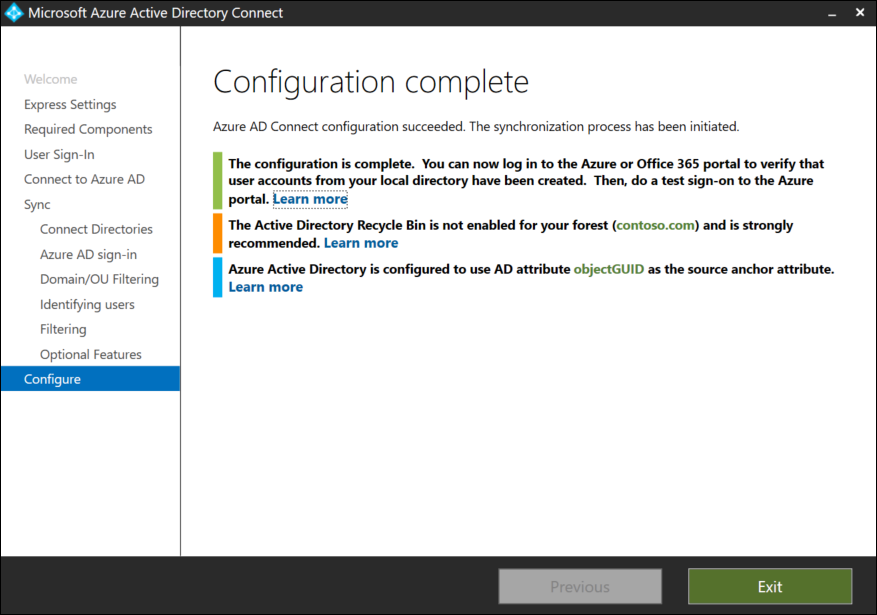 Microsoft Azure Active Directory Connect
Welcome
Express Settings
Required Components
User Sign-In
Connect to Azure AD
Sync
Connect Directories
Azure AD sign-in
Domain/OU Filtering
Identifying users
Filtering
Optional Features
Configure
Configuration complete
Azure AD Connect configuration succeeded. The synchronization process has been initiated.
The configuration is complete.  You can now log in to the Azure or Office 365 portal to verify that
user accounts from your local directory have been created.  Then, do a test sign-on to the Azure
portal. Learn more
The Active Directory Recycle Bin is not enabled for your forest (contoso.com) and is strongly
recommended. Learn more
Azure Active Directory is configured to use AD attribute objectGUID as the source anchor attribute.
Learn more
Previous
Exit